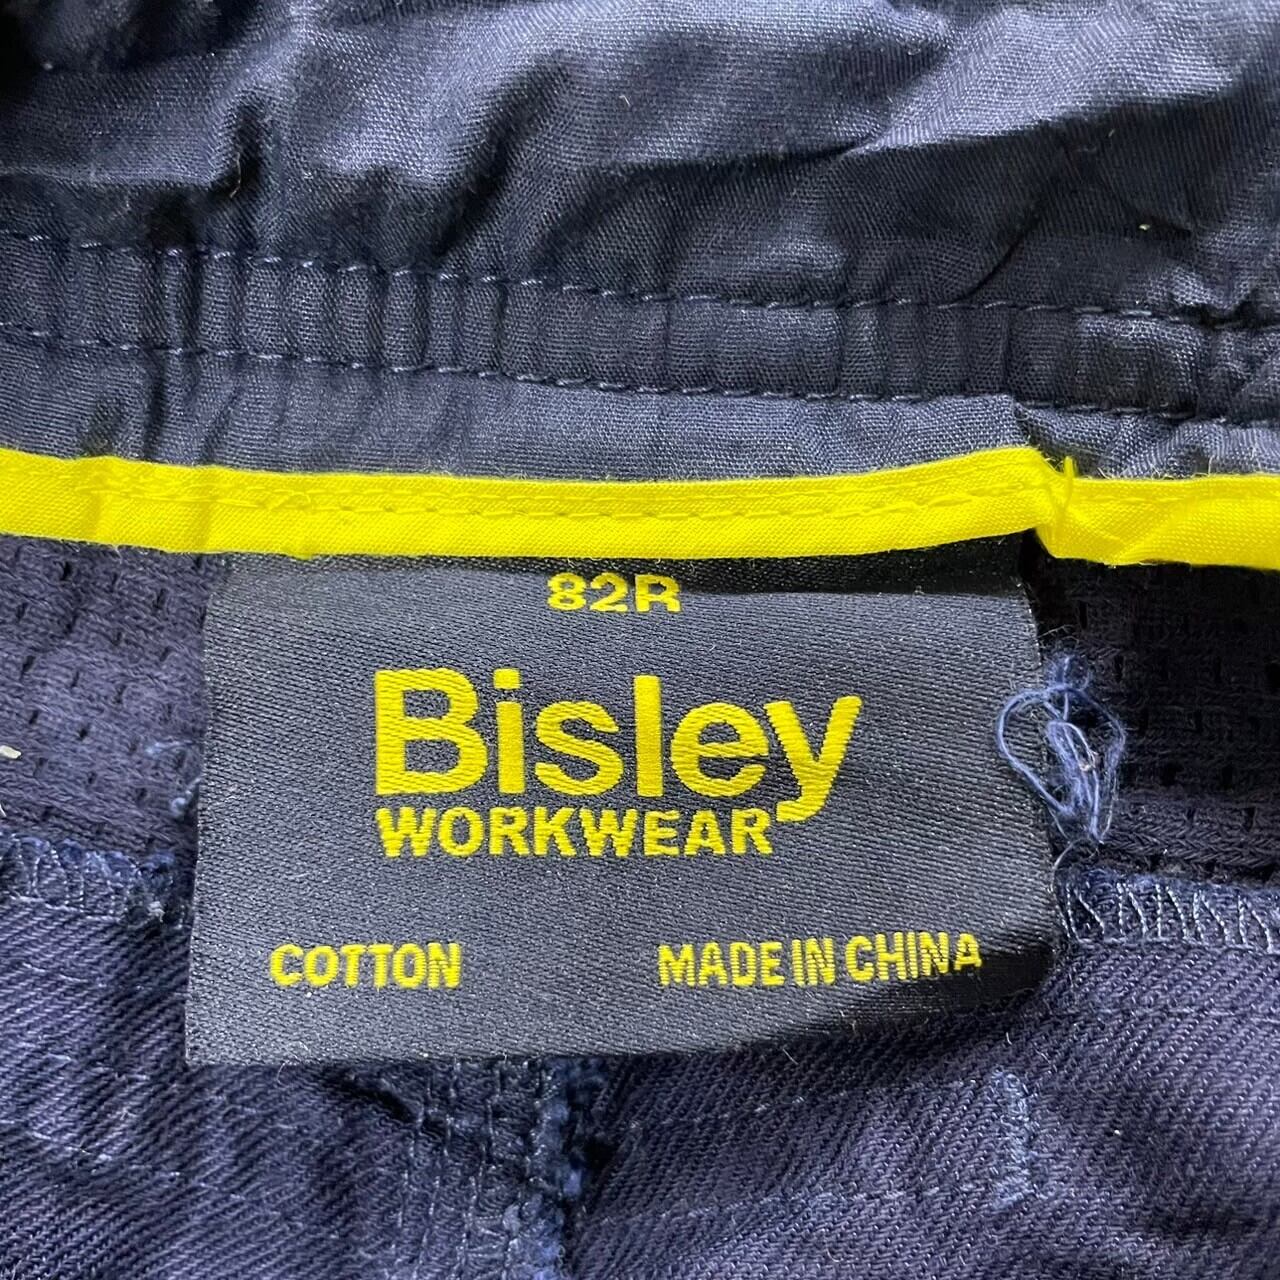 82R
Bisley
WORKWEAR
COTTON MADE IN CHINA